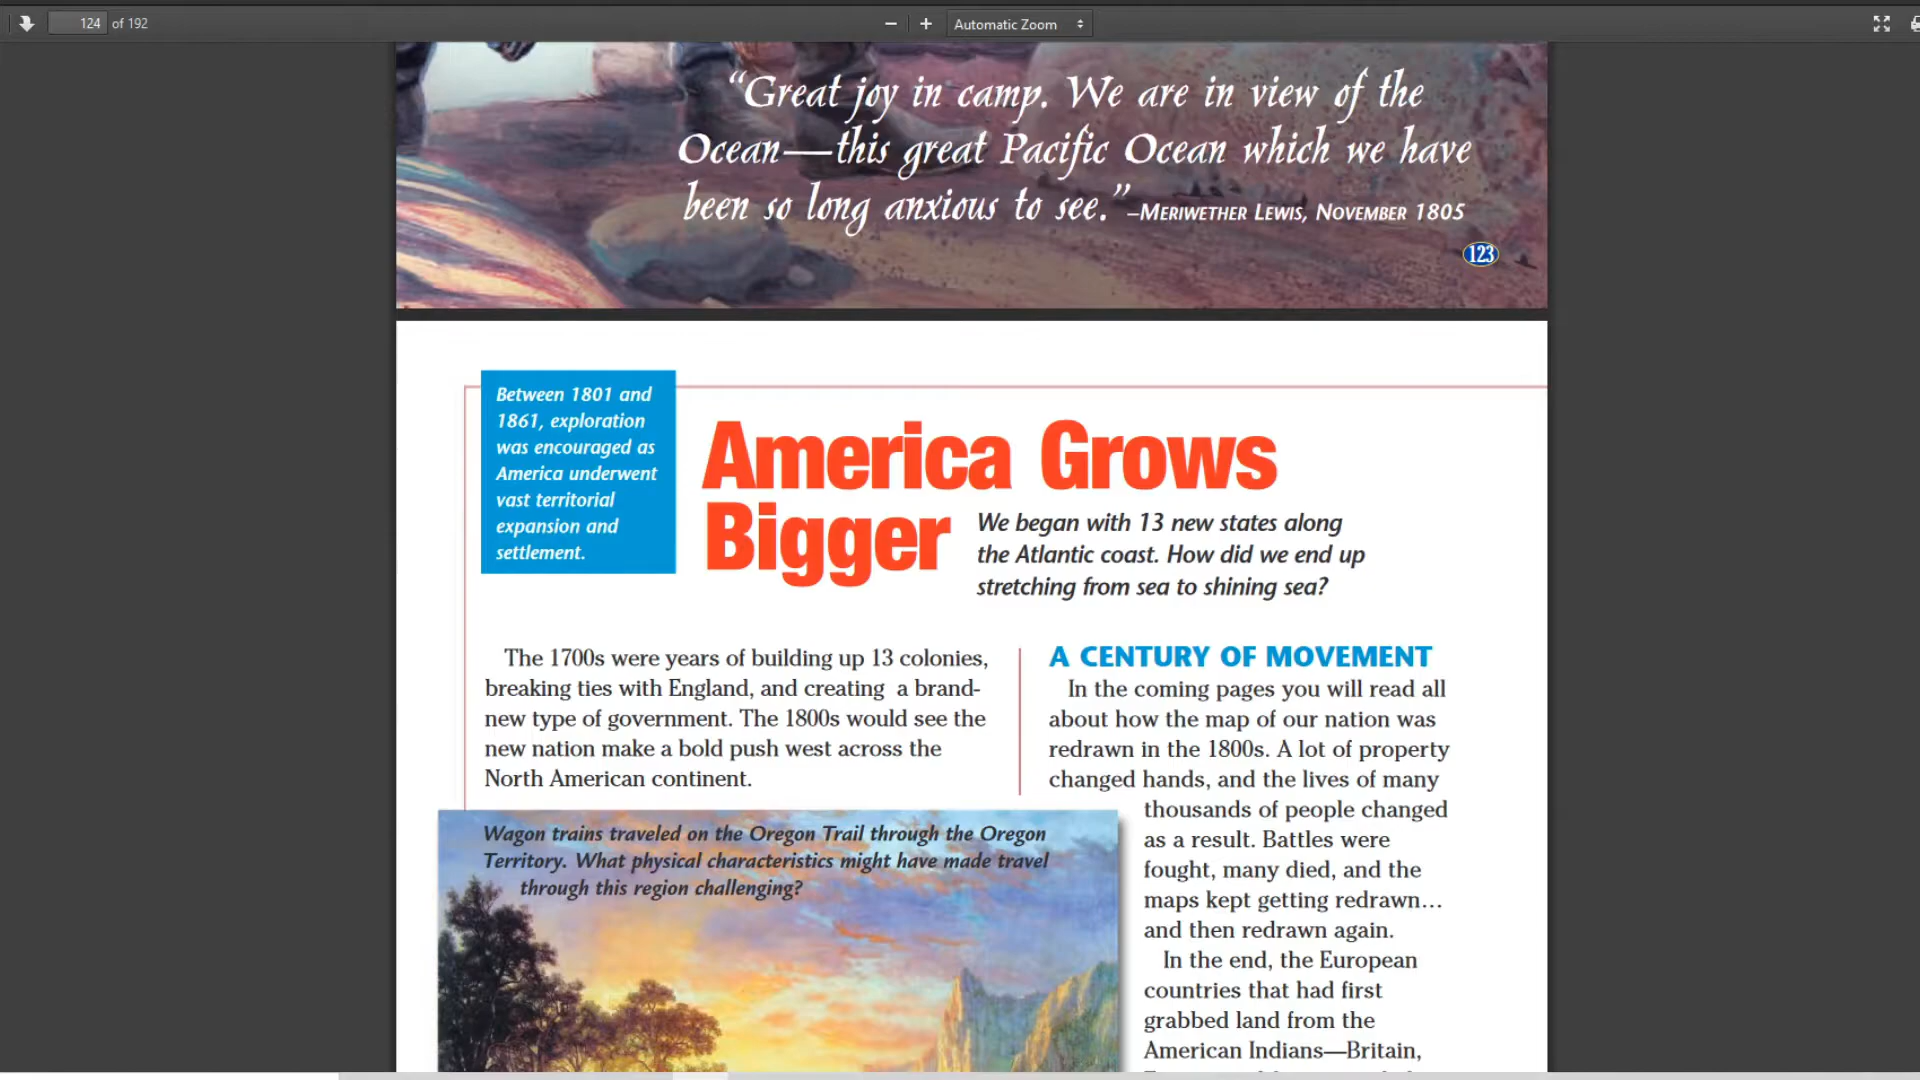 124 of 192
Automatic Zoom
“Great joy in camp. We are in view of the
Ocean—this great Pacific Ocean which we have
been so long anxious to see.” –MERIWETHER LEWIS, NOVEMBER 1805
123
Between 1801 and
1861, exploration
was encouraged as
America underwent
vast territorial
expansion and
settlement.
America Grows
Bigger
We began with 13 new states along
the Atlantic coast. How did we end up
stretching from sea to shining sea?
The 1700s were years of building up 13 colonies,
breaking ties with England, and creating a brand-
new type of government. The 1800s would see the
new nation make a bold push west across the
North American continent.
Wagon trains traveled on the Oregon Trail through the Oregon
Territory. What physical characteristics might have made travel
through this region challenging?
A CENTURY OF MOVEMENT
In the coming pages you will read all
about how the map of our nation was
redrawn in the 1800s. A lot of property
changed hands, and the lives of many
thousands of people changed
as a result. Battles were
fought, many died, and the
maps kept getting redrawn…
and then redrawn again.
In the end, the European
countries that had first
grabbed land from the
American Indians—Britain,